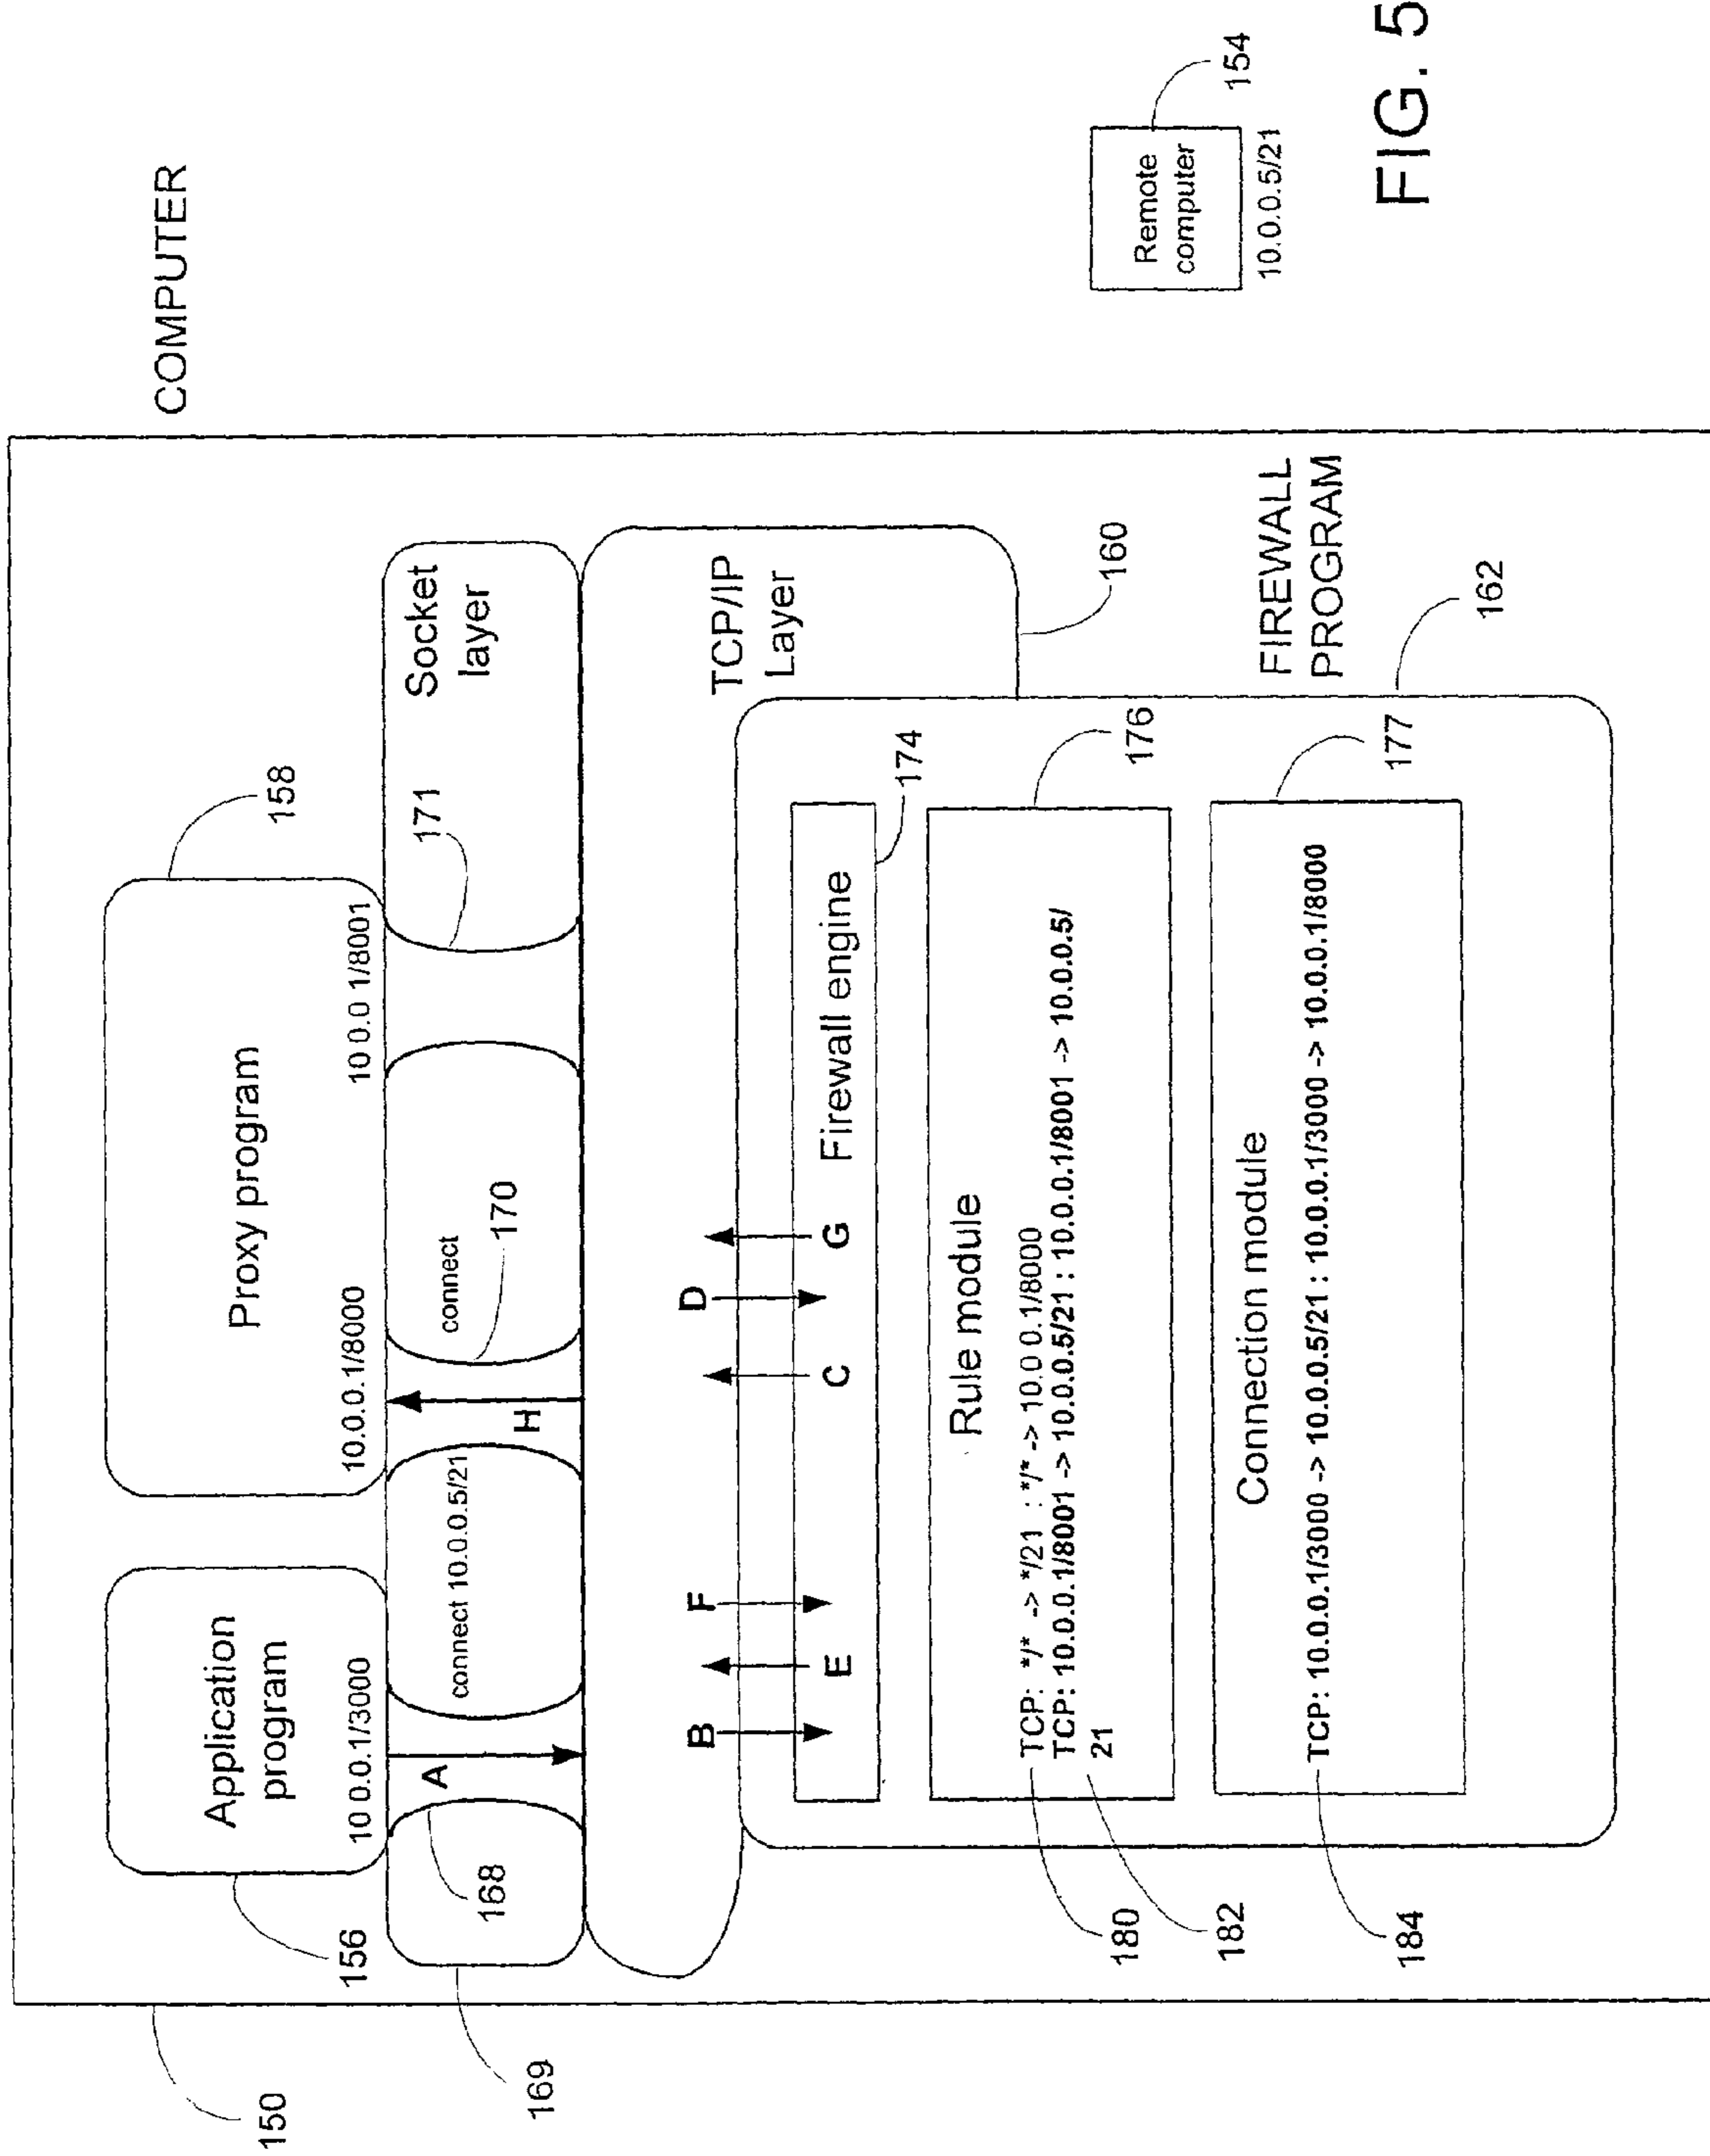 COMPUTER
150
Application
program
10 0.0.1/3000
156
Proxy program
10.0.0.1/8000
10 0.0 1/8001
158
169
168
A
connect 10.0.0.5/21
H
connect
170
171
Socket
layer
TCP/IP
Layer
160
B
E
F
C
D
G
Firewall engine
174
FIREWALL
PROGRAM
162
Rule module
176
TCP: */* -> */21 : */* -> 10.0 0.1/8000
TCP: 10.0.0.1/8001 -> 10.0.0.5/21 : 10.0.0.1/8001 -> 10.0.0.5/
21
180
182
Connection module
177
TCP: 10.0.0.1/3000 -> 10.0.0.5/21 : 10.0.0.1/3000 -> 10.0.0.1/8000
184
Remote
computer
154
10.0.0.5/21
FIG. 5